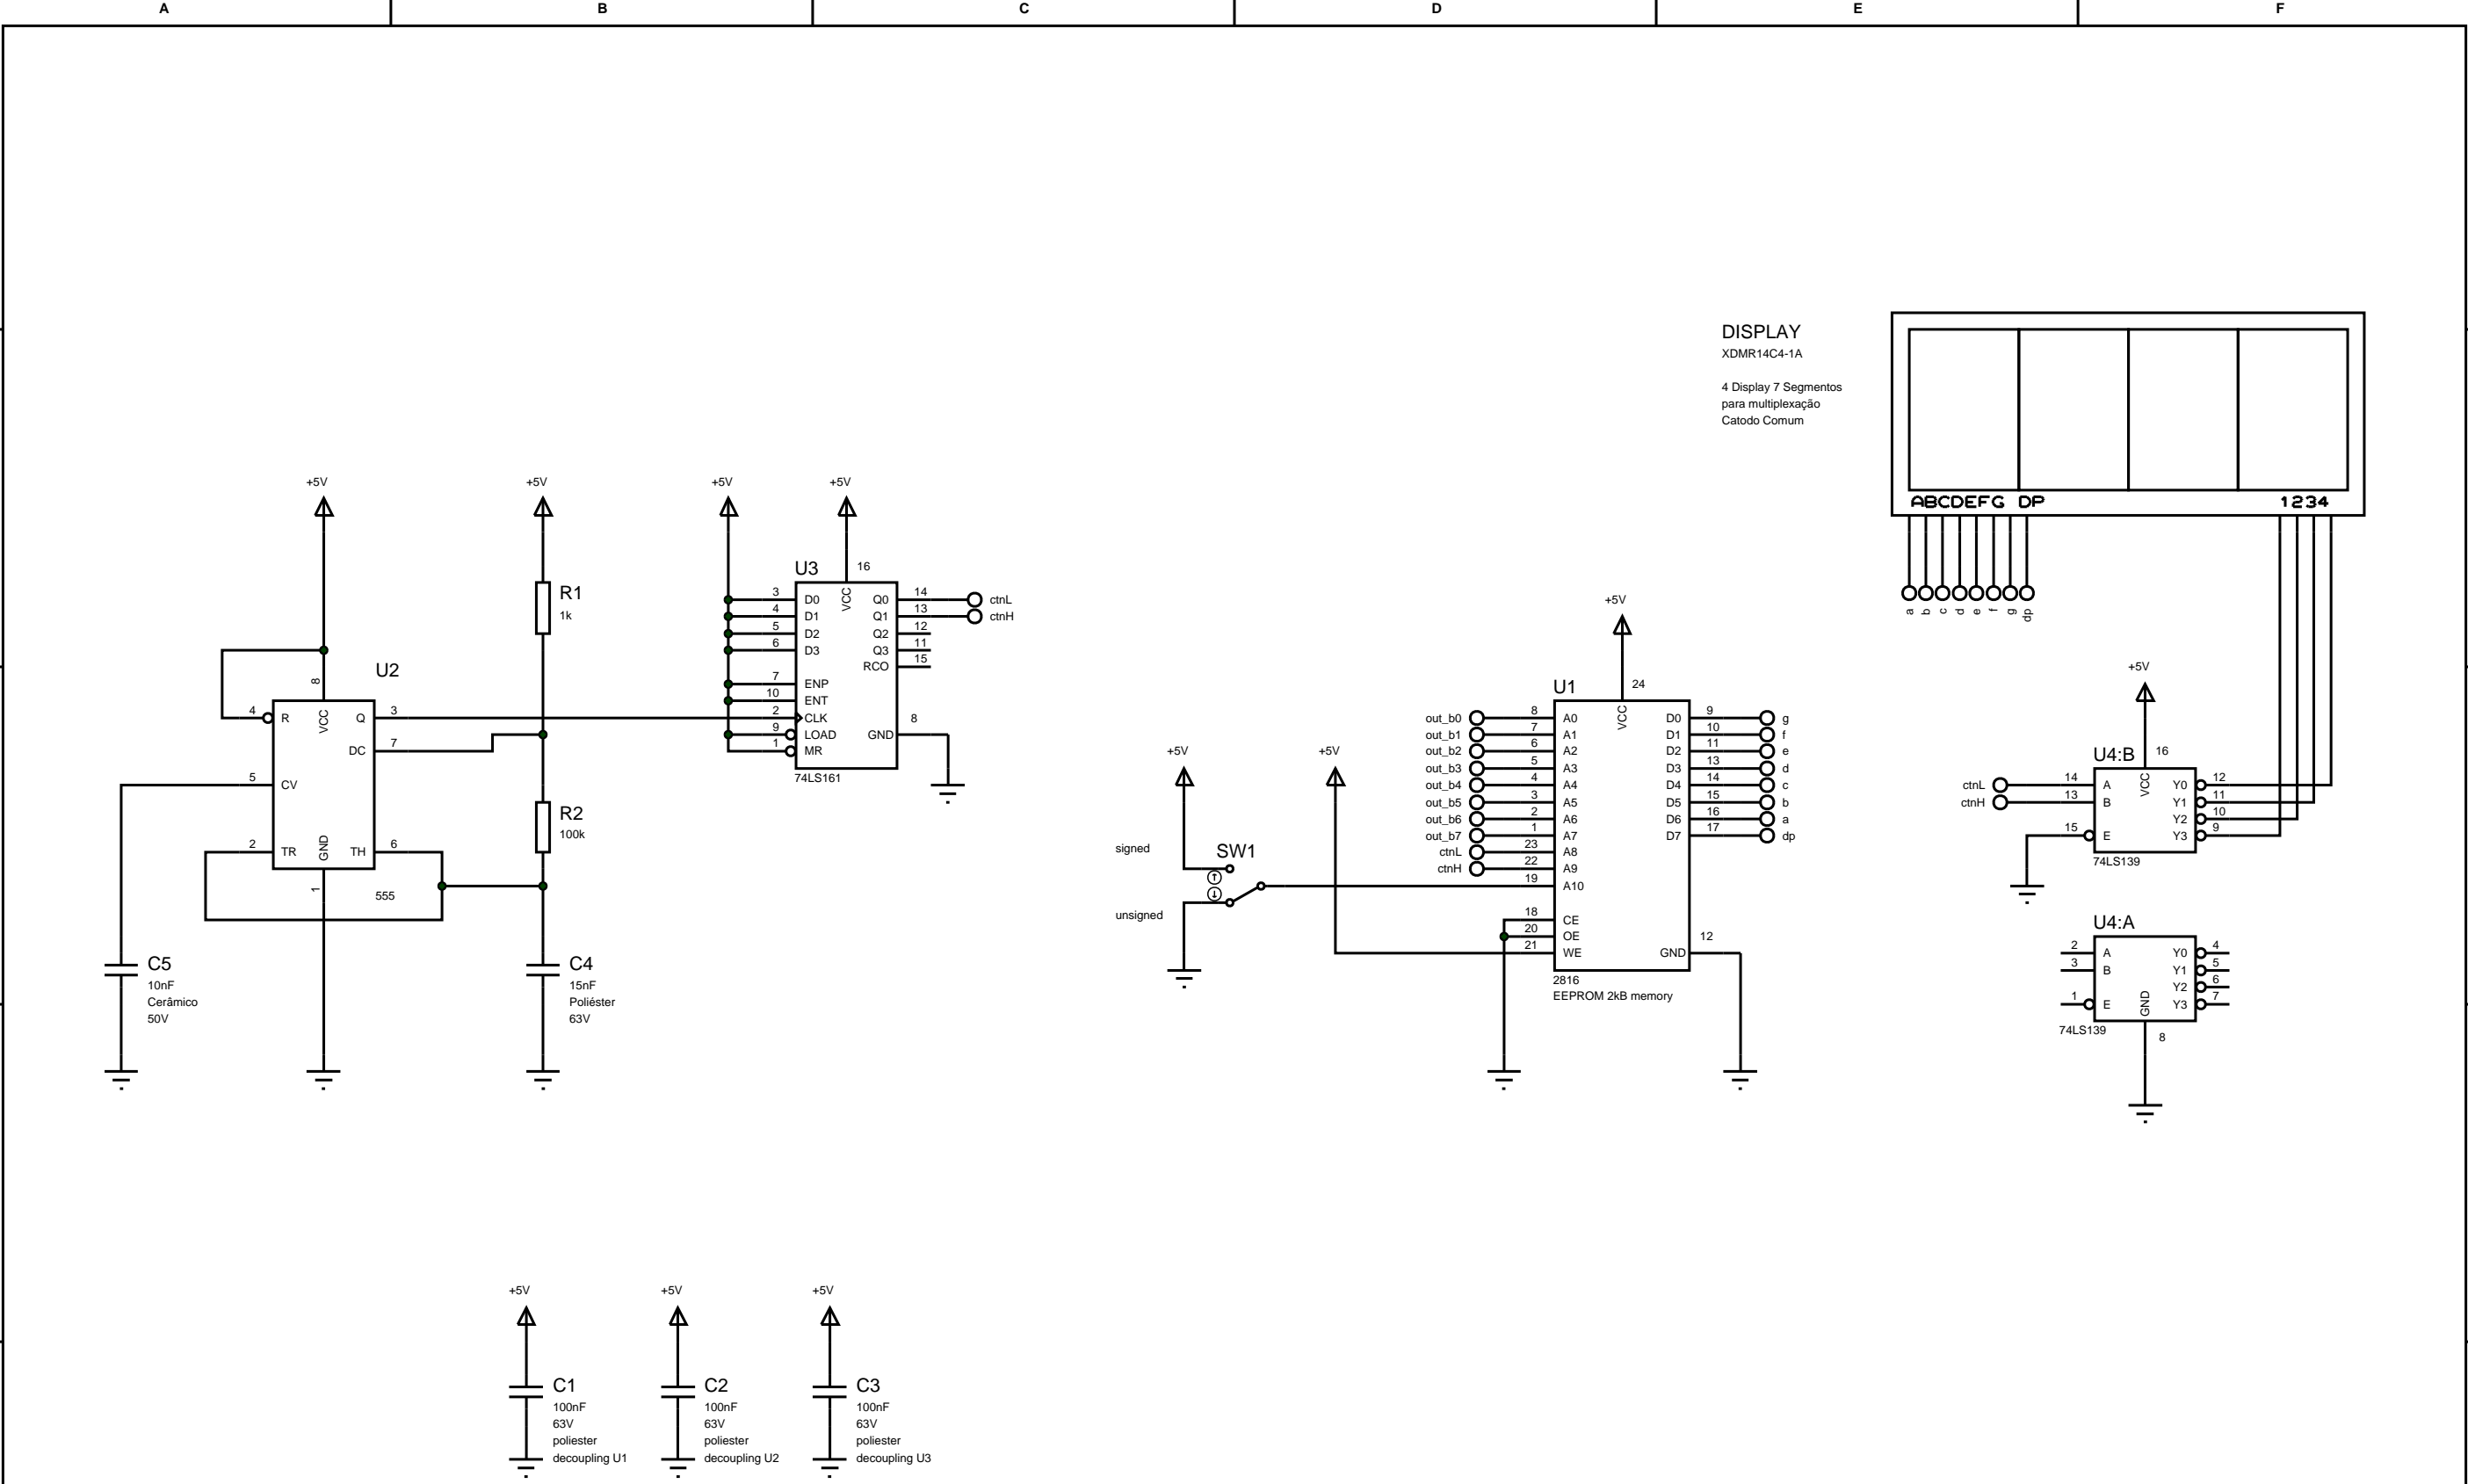 A B C D E F
DISPLAY
XDMR14C4-1A
4 Display 7 Segmentos
para multiplexação
Catodo Comum
ABCDEFG DP
1234
a b c d e f g dp
+5V
+5V
+5V
+5V
U2
8
4 R
VCC
Q 3
DC 7
5 CV
2 TR
GND
TH 6
1
555
R1
1k
R2
100k
C5
10nF
Cerâmico
50V
C4
15nF
Poliéster
63V
U3
16
VCC
3 D0 Q0 14 ctnL
4 D1 Q1 13 ctnH
5 D2 Q2 12
6 D3 Q3 11
RCO 15
7 ENP
10 ENT
2 CLK
9 LOAD GND 8
1 MR
74LS161
+5V
signed
SW1
unsigned
+5V
+5V
U1
24
VCC
out_b0 8 A0 D0 9 g
out_b1 7 A1 D1 10 f
out_b2 6 A2 D2 11 e
out_b3 5 A3 D3 13 d
out_b4 4 A4 D4 14 c
out_b5 3 A5 D5 15 b
out_b6 2 A6 D6 16 a
out_b7 1 A7 D7 17 dp
ctnL 23 A8
ctnH 22 A9
19 A10
18 CE
20 OE
21 WE GND 12
2816
EEPROM 2kB memory
+5V
U4:B
16
VCC
ctnL 14 A Y0 12
ctnH 13 B Y1 11
Y2 10
15 E Y3 9
74LS139
U4:A
2 A Y0 4
3 B Y1 5
Y2 6
1 E GND Y3 7
74LS139
8
+5V
C1
100nF
63V
poliester
decoupling U1
+5V
C2
100nF
63V
poliester
decoupling U2
+5V
C3
100nF
63V
poliester
decoupling U3